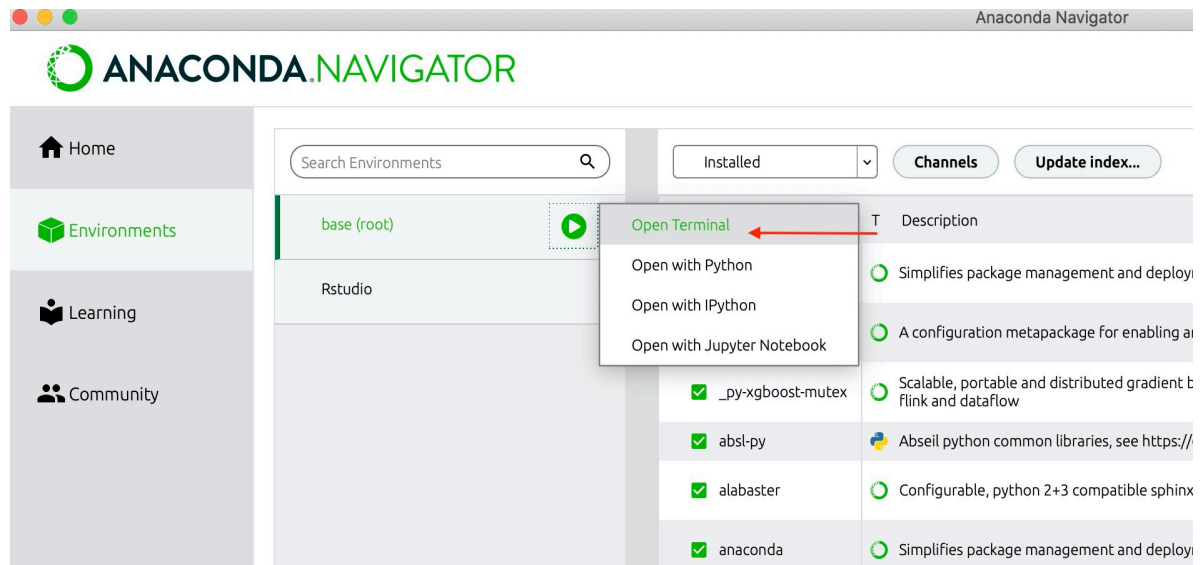 Anaconda Navigator
ANACONDA.NAVIGATOR
Home
Environments
Learning
Community
Search Environments
base (root)
Rstudio
Open Terminal
Open with Python
Open with IPython
Open with Jupyter Notebook
Installed
Channels
Update index...
T Description
Simplifies package management and
A configuration metapackage for enabling
_py-xgboost-mutex
Scalable, portable and distributed gradient
flink and dataflow
absl-py
Abseil python common libraries, see https://
alabaster
Configurable, python 2+3 compatible sphinx
anaconda
Simplifies package management and